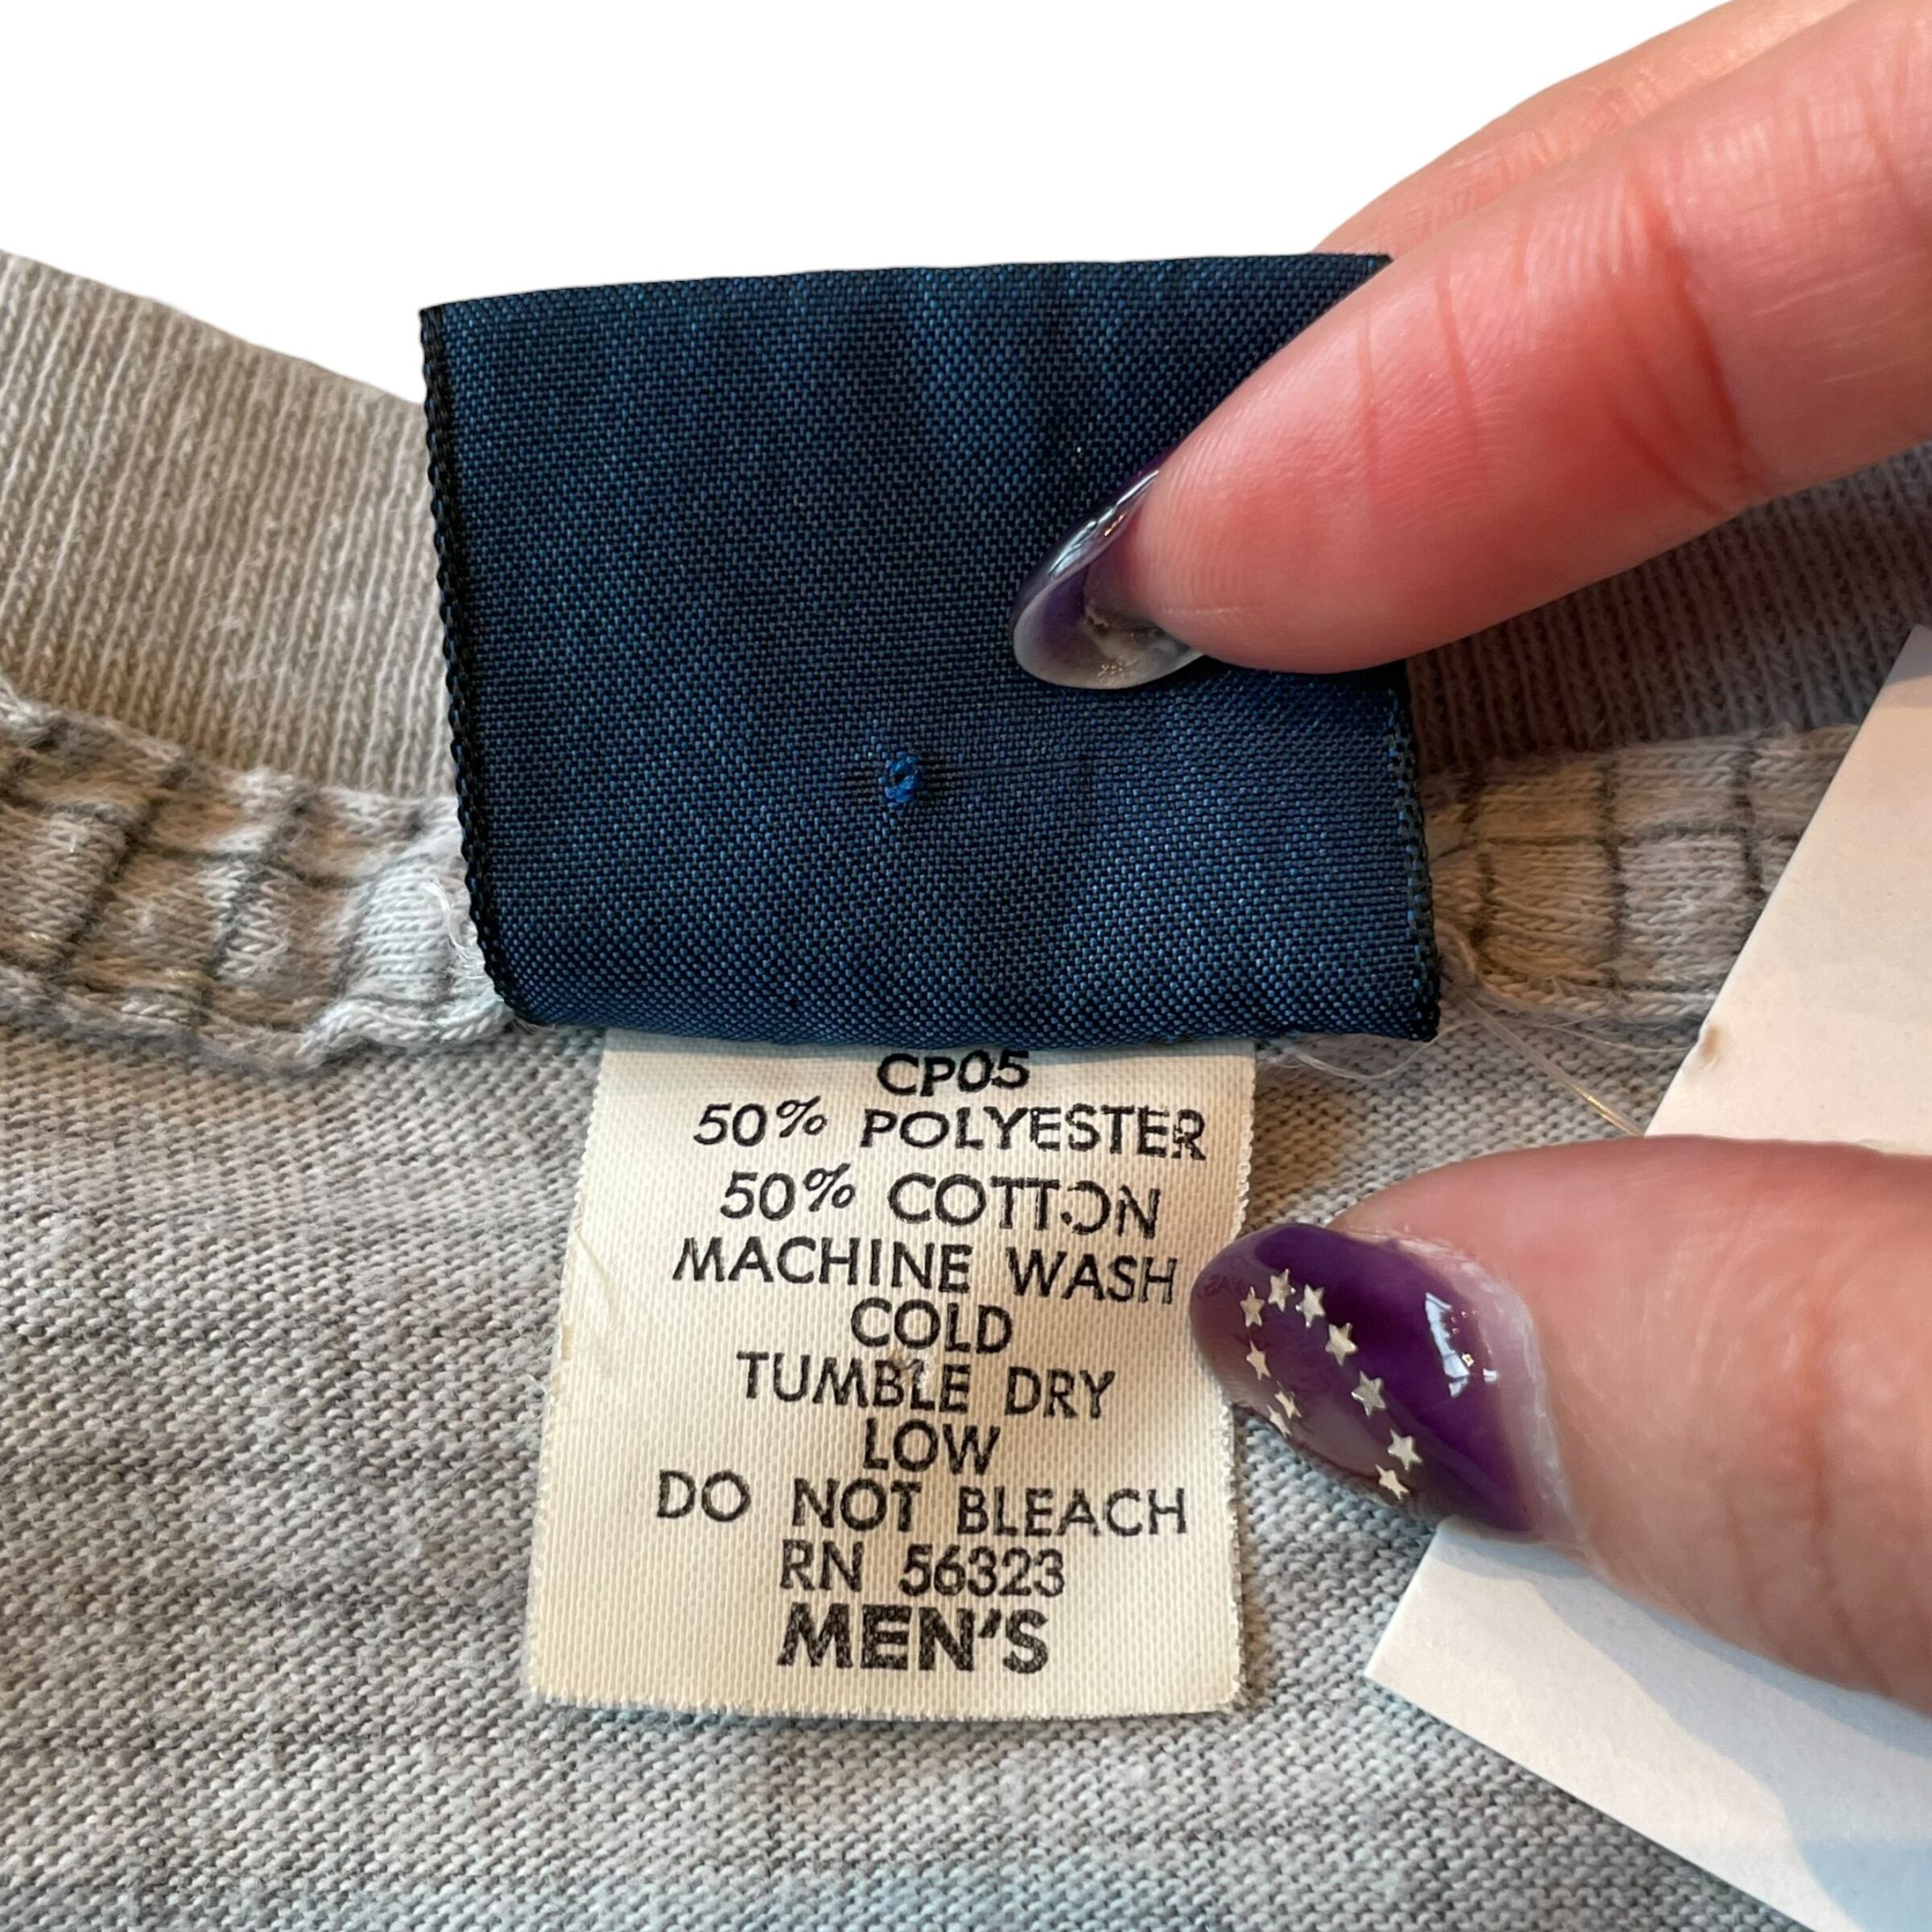 CP05
50% POLYESTER
50% COTTON
MACHINE WASH
COLD
TUMBLE DRY
LOW
DO NOT BLEACH
RN 56323
MEN'S